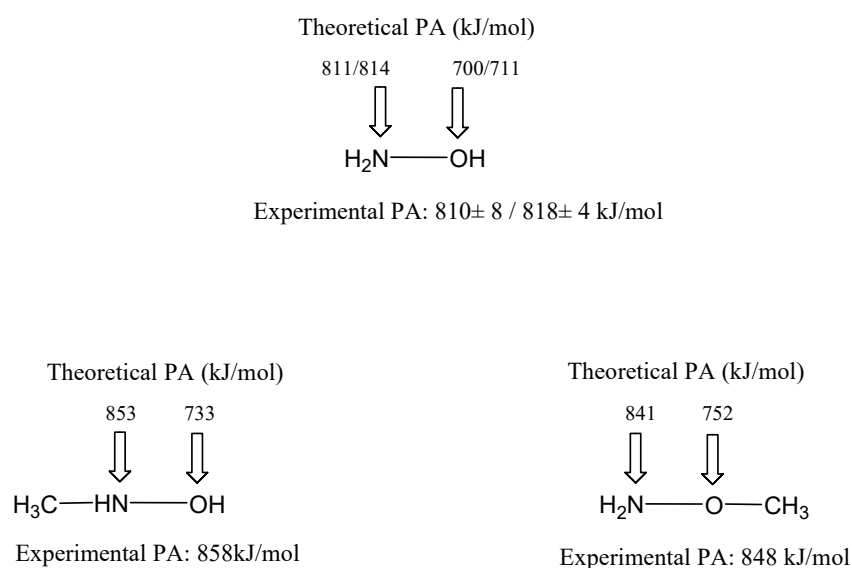 Theoretical PA (kJ/mol)
811/814 700/711
H₂N—OH
Experimental PA: 810± 8 / 818± 4 kJ/mol
Theoretical PA (kJ/mol)
853 733
H₃C—HN—OH
Experimental PA: 858kJ/mol
Theoretical PA (kJ/mol)
841 752
H₂N—O—CH₃
Experimental PA: 848 kJ/mol